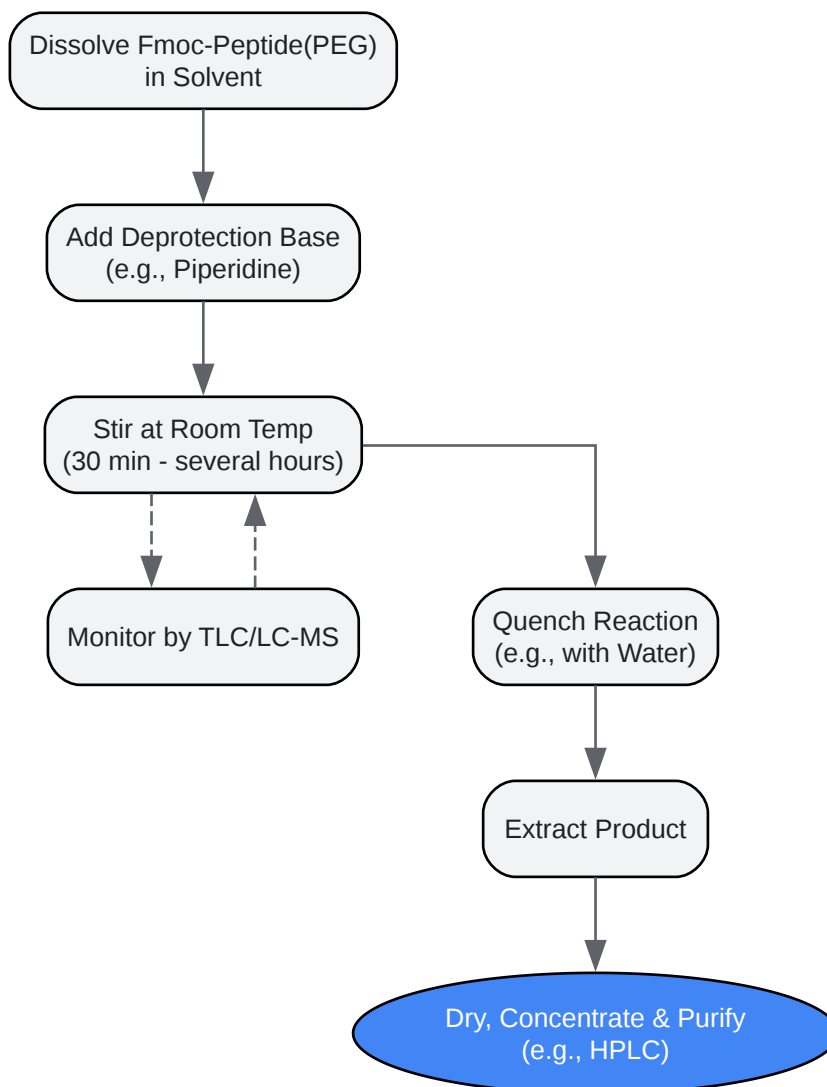 Dissolve Fmoc-Peptide(PEG)
in Solvent
Add Deprotection Base
(e.g., Piperidine)
Stir at Room Temp
(30 min - several hours)
Monitor by TLC/LC-MS
Quench Reaction
(e.g., with Water)
Extract Product
Dry, Concentrate & Purify
(e.g., HPLC)